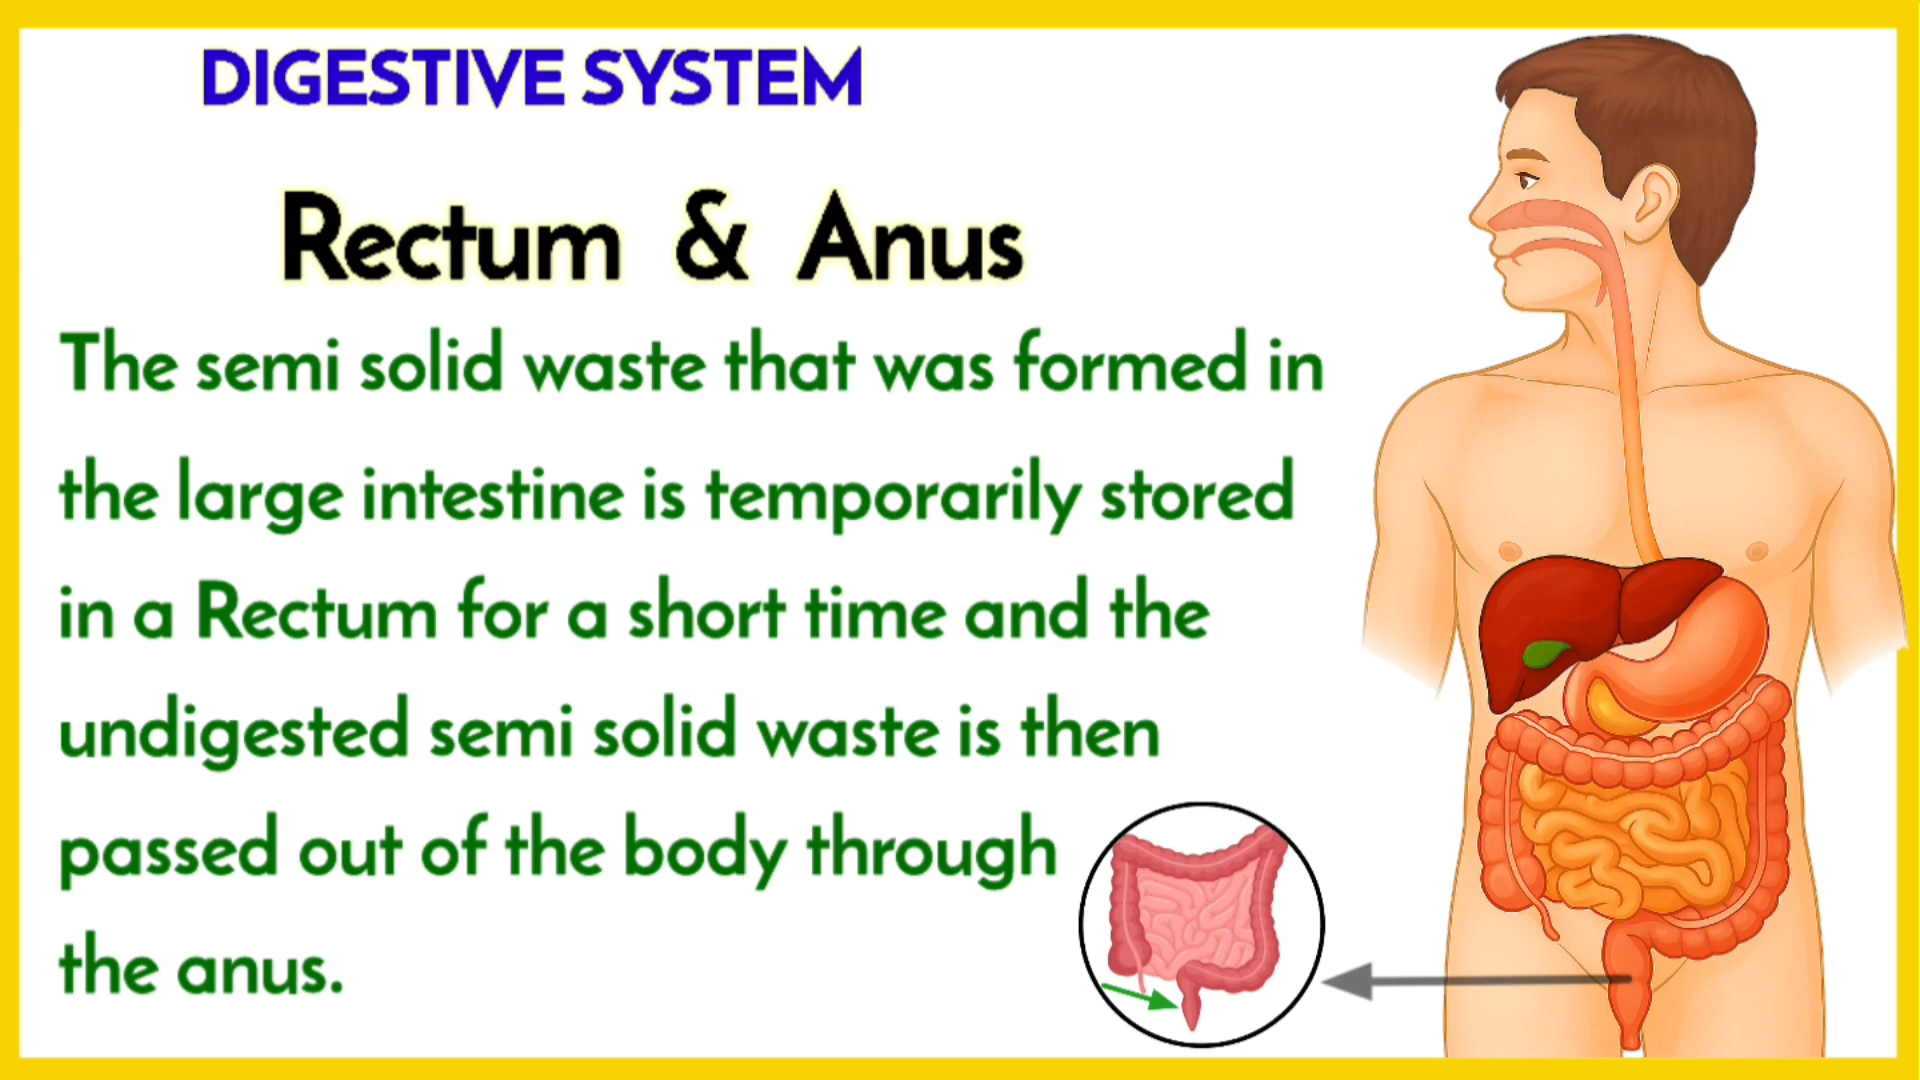 DIGESTIVE SYSTEM
Rectum & Anus
The semi solid waste that was formed in
the large intestine is temporarily stored
in a Rectum for a short time and the
undigested semi solid waste is then
passed out of the body through
the anus.